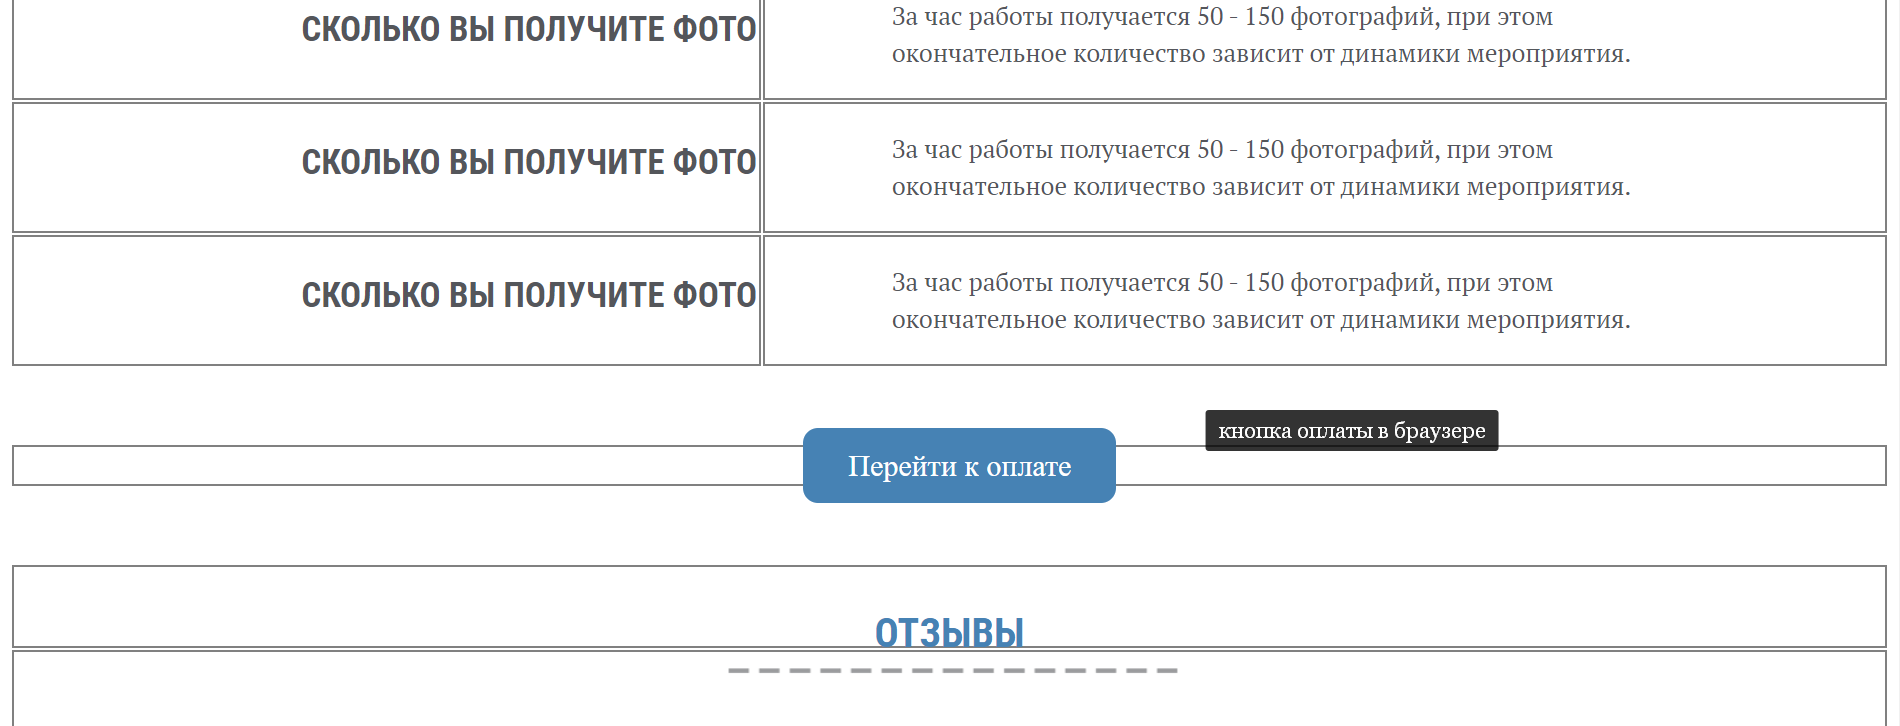 СКОЛЬКО ВЫ ПОЛУЧИТЕ ФОТО
За час работы получается 50 - 150 фотографий, при этом
окончательное количество зависит от динамики мероприятия.
СКОЛЬКО ВЫ ПОЛУЧИТЕ ФОТО
За час работы получается 50 - 150 фотографий, при этом
окончательное количество зависит от динамики мероприятия.
СКОЛЬКО ВЫ ПОЛУЧИТЕ ФОТО
За час работы получается 50 - 150 фотографий, при этом
окончательное количество зависит от динамики мероприятия.
кнопка оплаты в браузере
Перейти к оплате
ОТЗЫВЫ